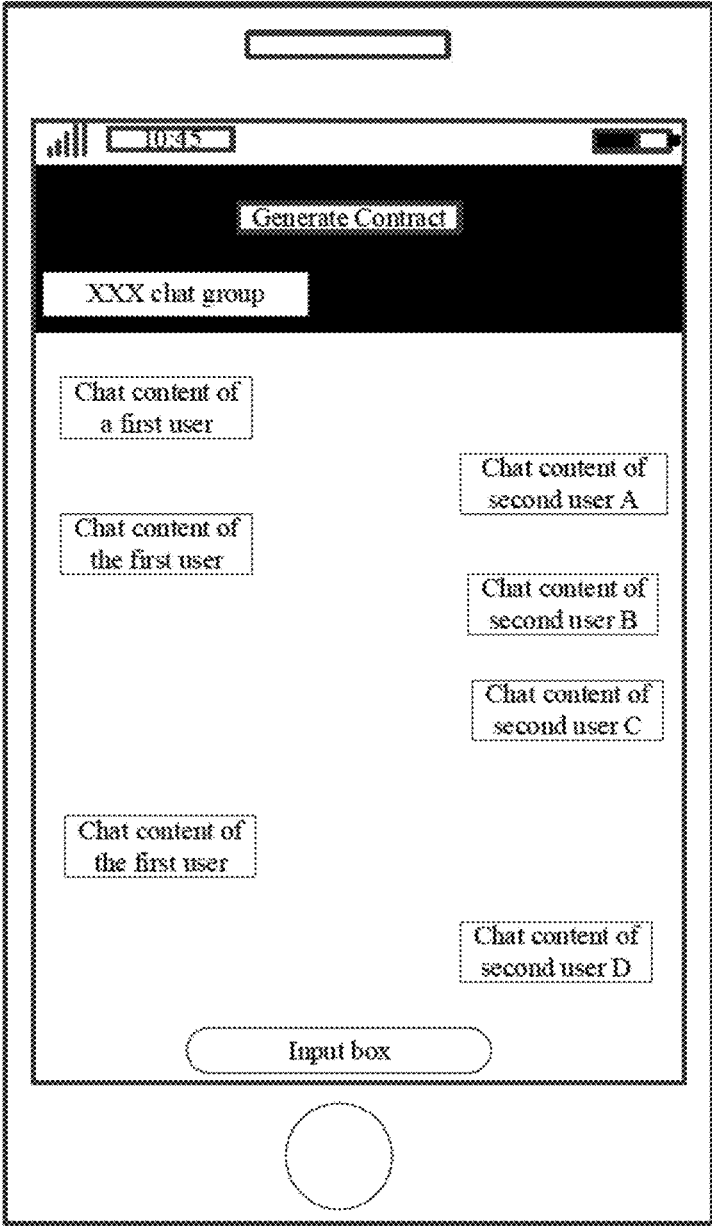 10:45
Generate Contract
XXX chat group
Chat content of
a first user
Chat content of
second user A
Chat content of
the first user
Chat content of
second user B
Chat content of
second user C
Chat content of
the first user
Chat content of
second user D
Input box